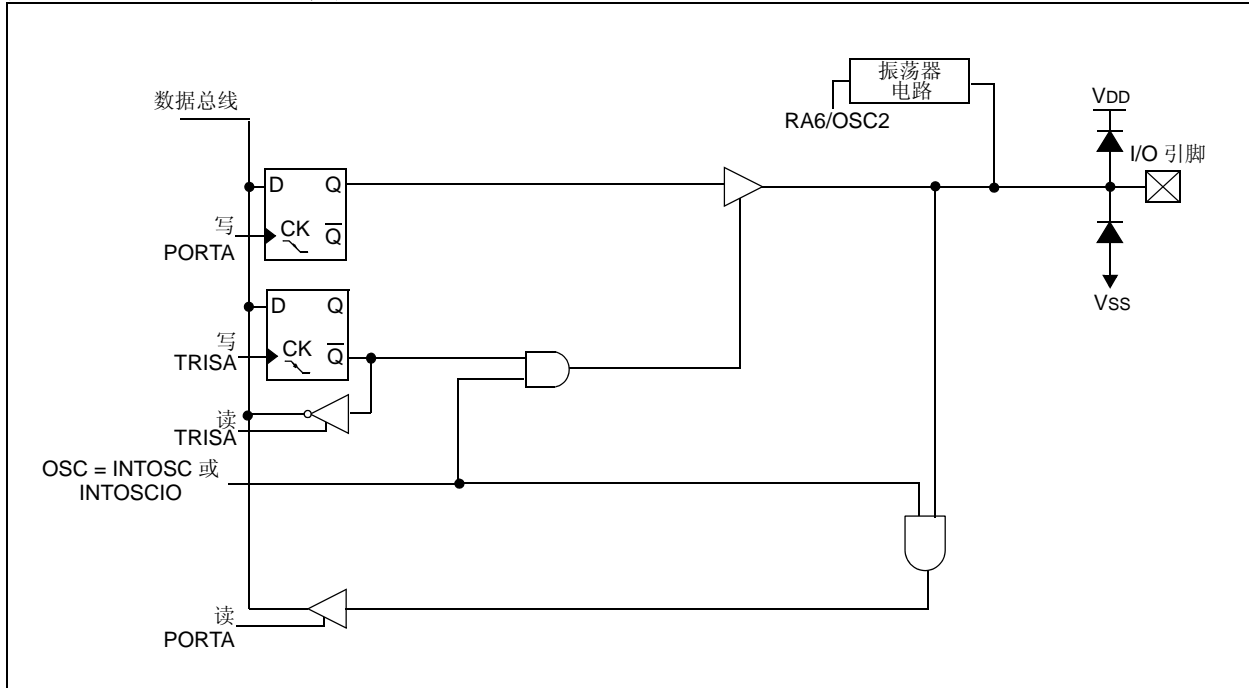 振荡器
电路
RA6/OSC2
VDD
I/O 引脚
数据总线
D Q
写
PORTA
CK Q
VSS
D Q
写
TRISA
CK Q
读
TRISA
OSC = INTOSC 或
INTOSCIO
读
PORTA